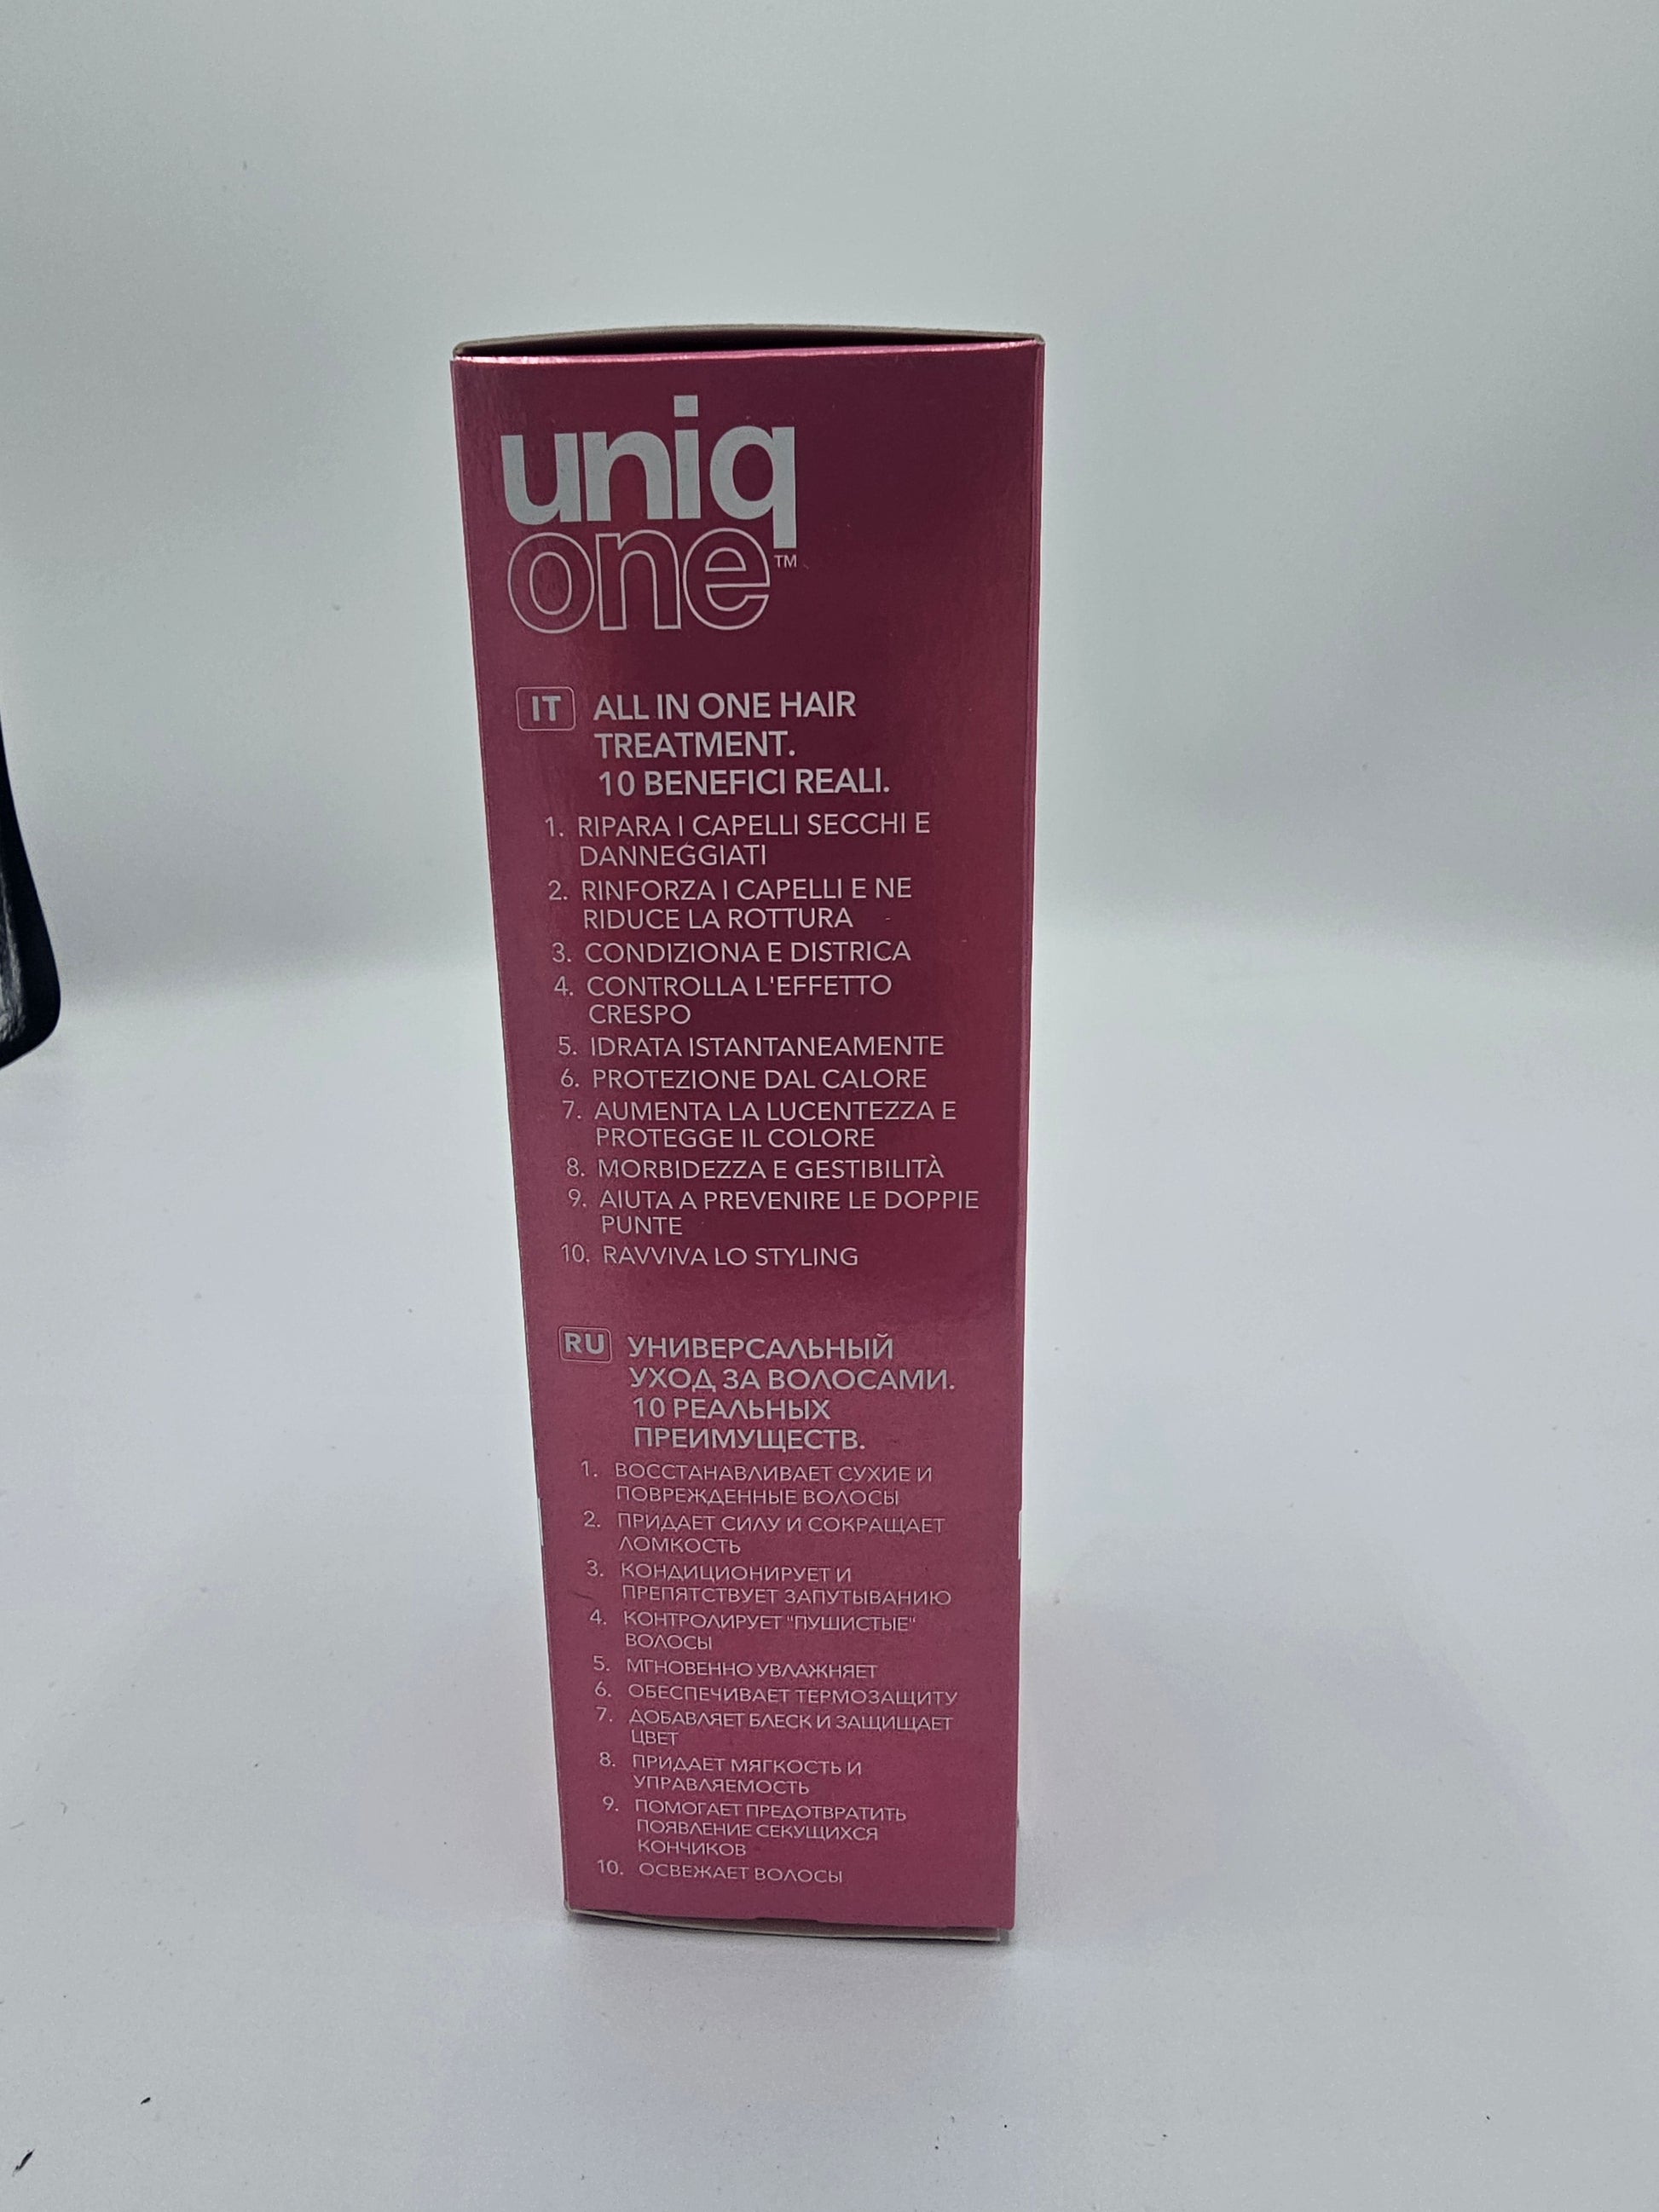 uniq
one™
IT ALL IN ONE HAIR
TREATMENT.
10 BENEFICI REALI.
1. RIPARA I CAPELLI SECCHI E
DANNEGGIATI
2. RINFORZA I CAPELLI E NE
RIDUCE LA ROTTURA
3. CONDIZIONA E DISTRICA
4. CONTROLLA L'EFFETTO
CRESPO
5. IDRATA ISTANTANEAMENTE
6. PROTEZIONE DAL CALORE
7. AUMENTA LA LUCENTEZZA E
PROTEGGE IL COLORE
8. MORBIDEZZA E GESTIBILITÀ
9. AIUTA A PREVENIRE LE DOPPIE
PUNTE
10. RAVVIVA LO STYLING
RU УНИВЕРСАЛЬНЫЙ
УХОД ЗА ВОЛОСАМИ.
10 РЕАЛЬНЫХ
ПРЕИМУЩЕСТВ.
1. ВОССТАНАВЛИВАЕТ СУХИЕ И
ПОВРЕЖДЕННЫЕ ВОЛОСЫ
2. ПРИДАЕТ СИЛУ И СОКРАЩАЕТ
ЛОМКОСТЬ
3. КОНДИЦИОНИРУЕТ И
ПРЕПЯТСТВУЕТ ЗАПУТЫВАНИЮ
4. КОНТРОЛИРУЕТ "ПУШИСТЫЕ"
ВОЛОСЫ
5. МГНОВЕННО УВЛАЖНЯЕТ
6. ОБЕСПЕЧИВАЕТ ТЕРМОЗАЩИТУ
7. ДОБАВЛЯЕТ БЛЕСК И ЗАЩИЩАЕТ
ЦВЕТ
8. ПРИДАЕТ МЯГКОСТЬ И
УПРАВЛЯЕМОСТЬ
9. ПОМОГАЕТ ПРЕДОТВРАТИТЬ
ПОЯВЛЕНИЕ СЕКУЩИХСЯ
КОНЧИКОВ
10. ОСВЕЖАЕТ ВОЛОСЫ